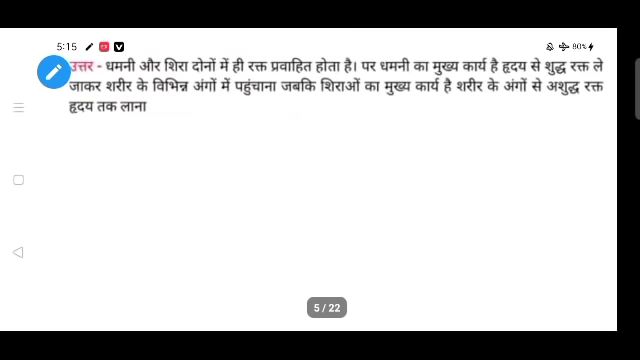 5:15 80%
उत्तर - धमनी और शिरा दोनों में ही रक्त प्रवाहित होता है। पर धमनी का मुख्य कार्य है हृदय से शुद्ध रक्त ले
जाकर शरीर के विभिन्न अंगों में पहुंचाना जबकि शिराओं का मुख्य कार्य है शरीर के अंगों से अशुद्ध रक्त
हृदय तक लाना
5 / 22